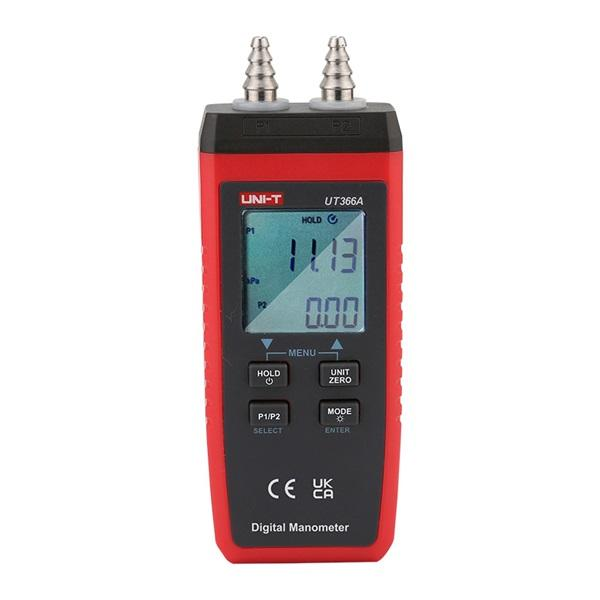 P1 P2
UNI-T UT366A
HOLD
P1
11.13
kPa
P2
0.00
MENU
HOLD
UNIT
ZERO
P1/P2
MODE
SELECT
ENTER
CE UK
CA
Digital Manometer